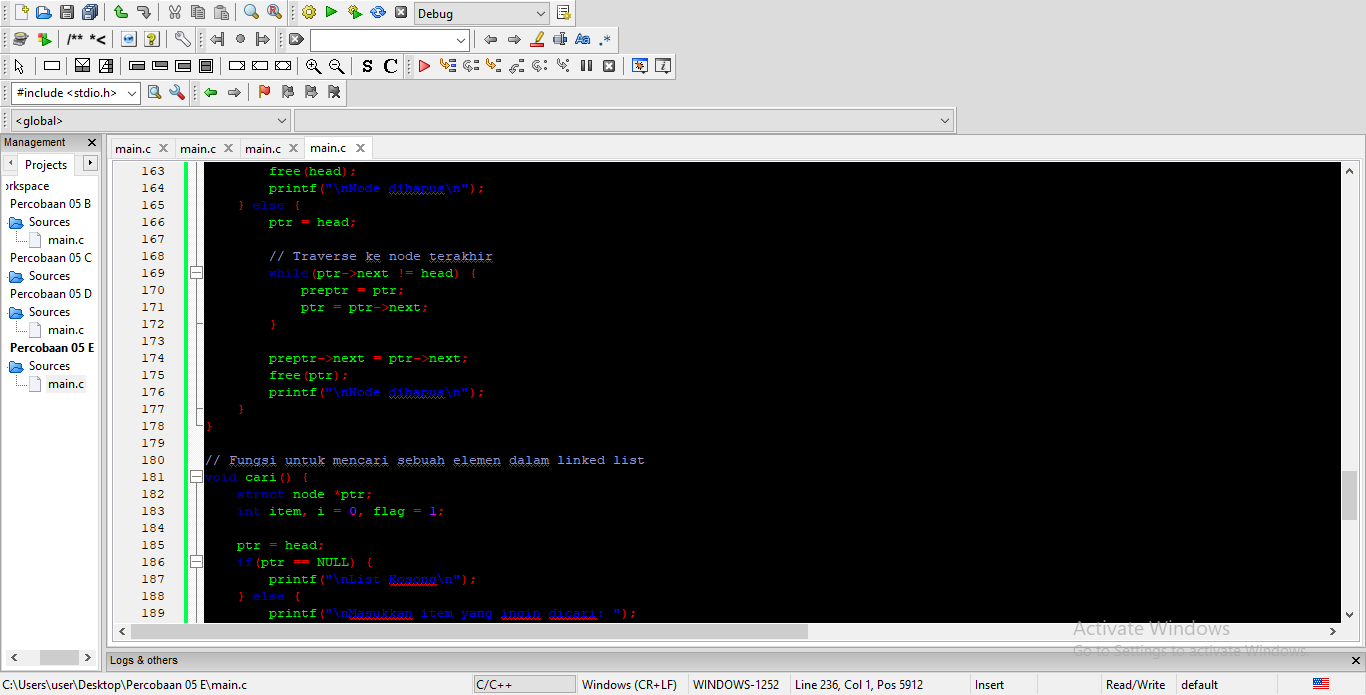 Debug
/** *<
S C
#include <stdio.h>
<global>
Management
main.c
main.c
main.c
main.c
Projects
orkspace
Percobaan 05 B
Sources
main.c
Percobaan 05 C
Sources
Percobaan 05 D
Sources
main.c
Percobaan 05 E
Sources
main.c
163 free(head);
164 printf("\nNode dihapus\n");
165 } else {
166 ptr = head;
167
168 // Traverse ke node terakhir
169 while(ptr->next != head) {
170 preptr = ptr;
171 ptr = ptr->next;
172 }
173
174 preptr->next = ptr->next;
175 free(ptr);
176 printf("\nNode dihapus\n");
177 }
178 }
179
180 // Fungsi untuk mencari sebuah elemen dalam linked list
181 void cari() {
182 struct node *ptr;
183 int item, i = 0, flag = 1;
184
185 ptr = head;
186 if(ptr == NULL) {
187 printf("\nList Kosong\n");
188 } else {
189 printf("\nMasukkan item yang ingin dicari: ");
Activate Windows
Go to Settings to activate Windows.
Logs & others
C:\Users\user\Desktop\Percobaan 05 E\main.c
C/C++
Windows (CR+LF)
WINDOWS-1252
Line 236, Col 1, Pos 5912
Insert
Read/Write
default